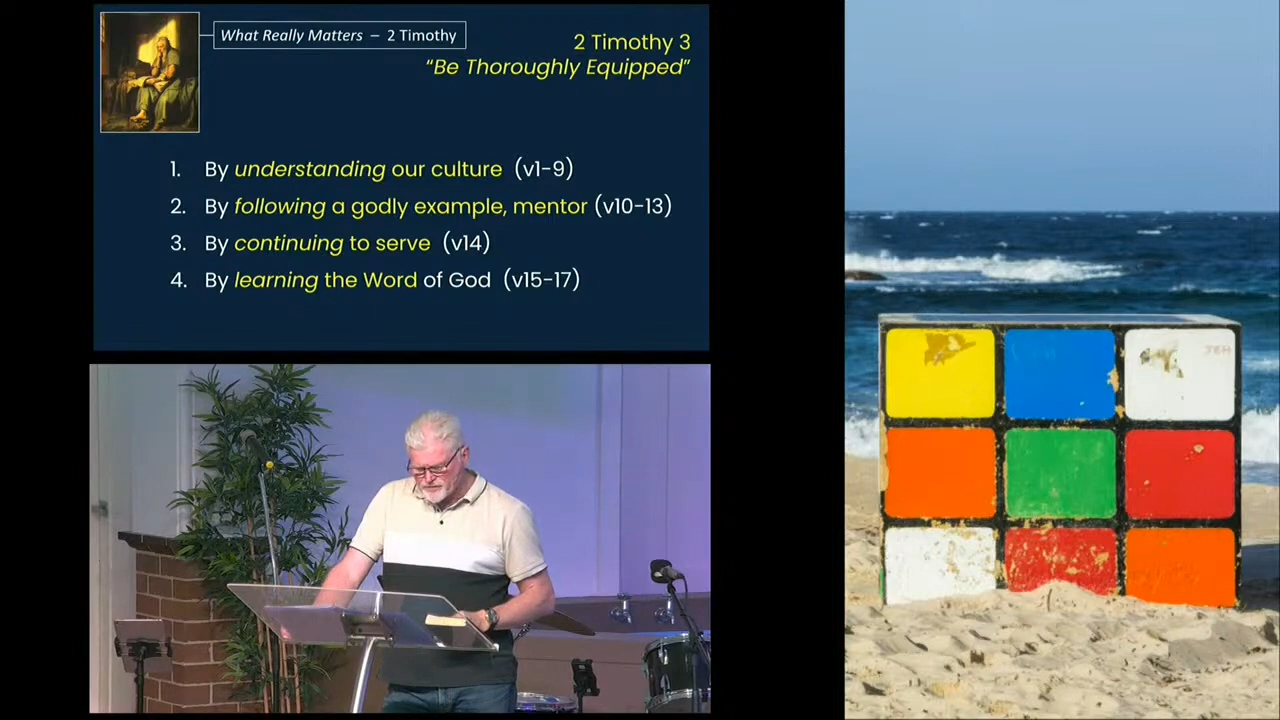 What Really Matters – 2 Timothy
2 Timothy 3
“Be Thoroughly Equipped”
1. By understanding our culture (v1-9)
2. By following a godly example, mentor (v10-13)
3. By continuing to serve (v14)
4. By learning the Word of God (v15-17)
JEH